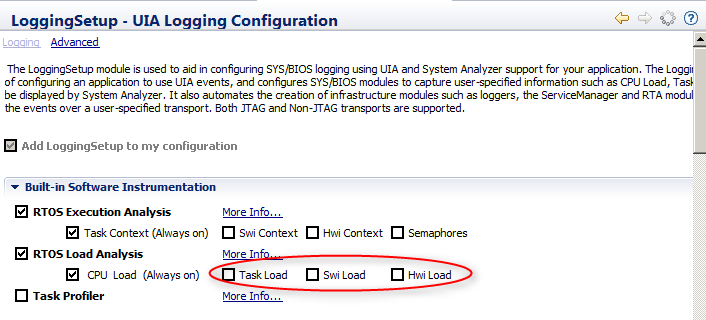 LoggingSetup - UIA Logging Configuration
Logging Advanced
The LoggingSetup module is used to aid in configuring SYS/BIOS logging using UIA and System Analyzer support for your application. The Loggin
of configuring an application to use UIA events, and configures SYS/BIOS modules to capture user-specified information such as CPU Load, Task
be displayed by System Analyzer. It also automates the creation of infrastructure modules such as loggers, the ServiceManager and RTA modul
the events over a user-specified transport. Both JTAG and Non-JTAG transports are supported.
Add LoggingSetup to my configuration
Built-in Software Instrumentation
RTOS Execution Analysis More Info...
Task Context (Always on) Swi Context Hwi Context Semaphores
RTOS Load Analysis More Info...
CPU Load (Always on) Task Load Swi Load Hwi Load
Task Profiler More Info...